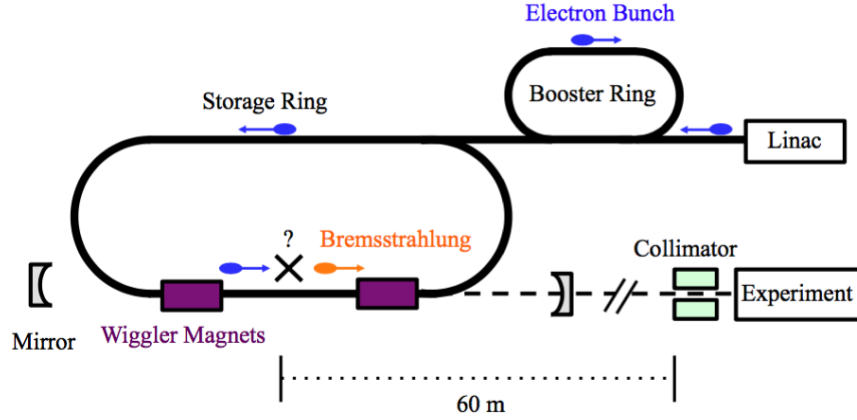 Electron Bunch
Storage Ring
Booster Ring
Linac
?
Bremsstrahlung
Collimator
Experiment
Mirror
Wiggler Magnets
60 m